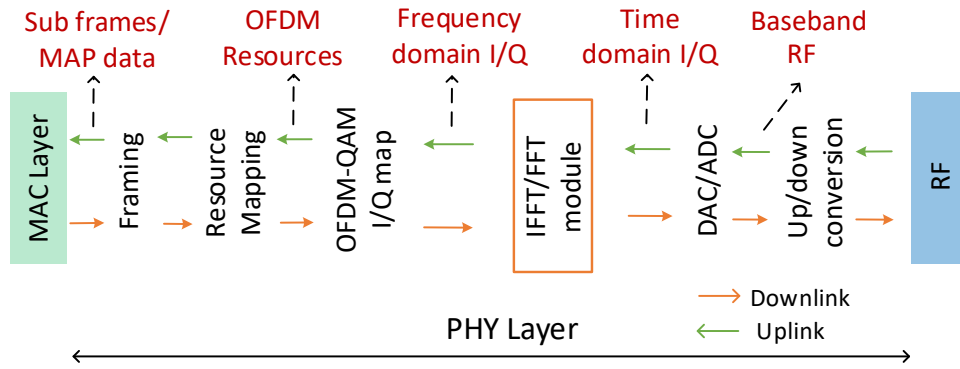 Sub frames/
MAP data
OFDM
Resources
Frequency
domain I/Q
Time
domain I/Q
Baseband
RF
MAC Layer
Framing
Resource
Mapping
OFDM-QAM
I/Q map
IFFT/FFT
module
DAC/ADC
Up/down
conversion
RF
Downlink
Uplink
PHY Layer